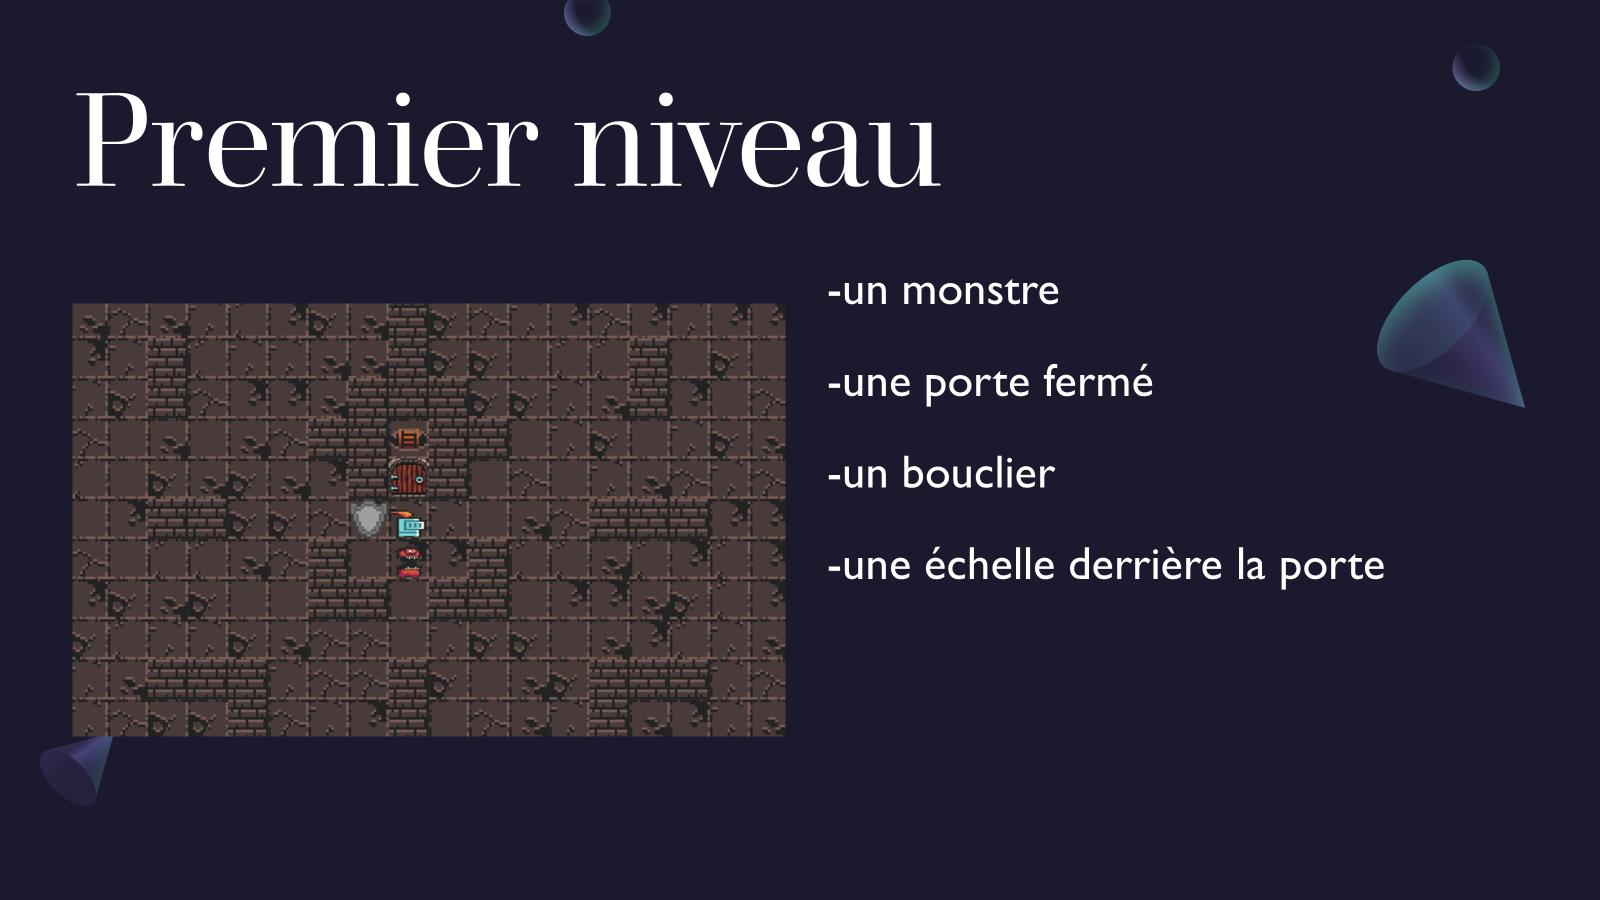 Premier niveau
-un monstre
-une porte fermé
-un bouclier
-une échelle derrière la porte